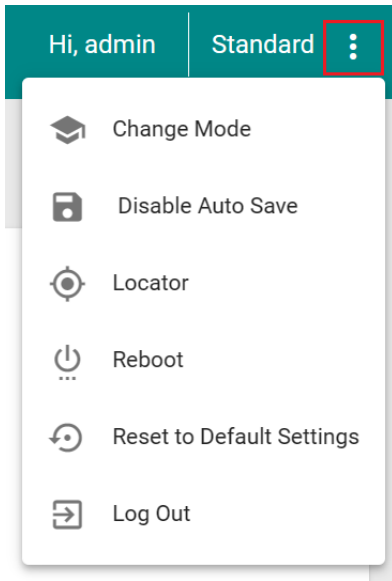 Hi, admin
Standard
Change Mode
Disable Auto Save
Locator
Reboot
Reset to Default Settings
Log Out